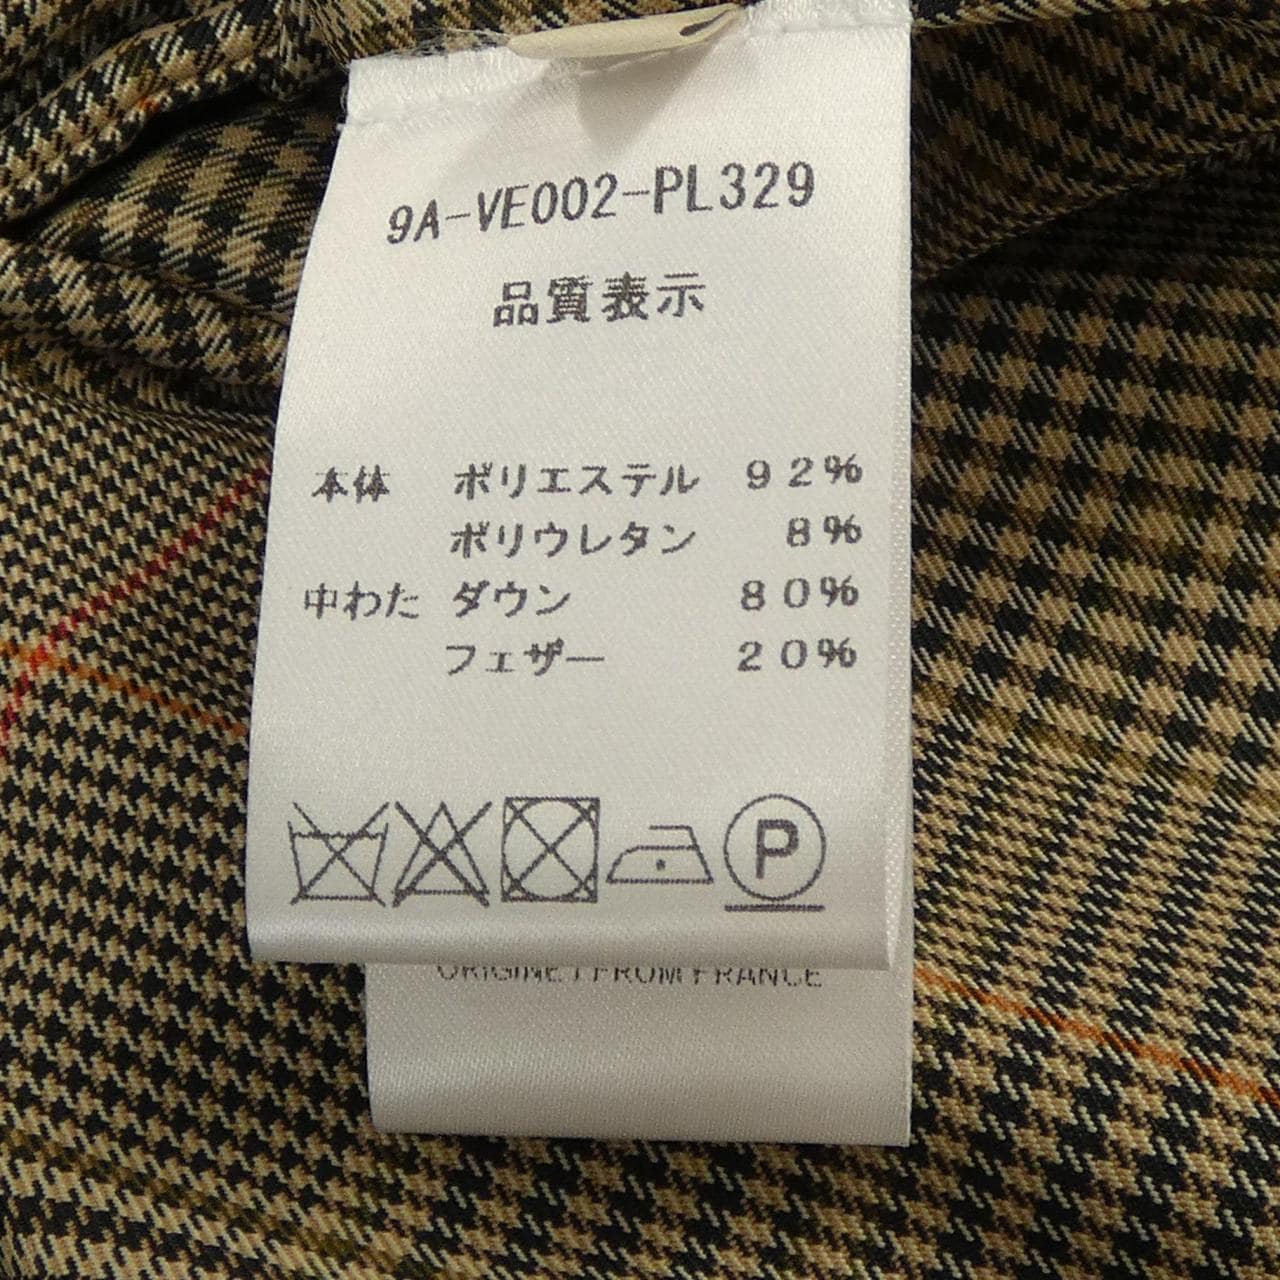 9A-VE002-PL329
品質表示
本体 ポリエステル 92%
ポリウレタン 8%
中わた ダウン 80%
フェザー 20%
P
FROM FRANCE